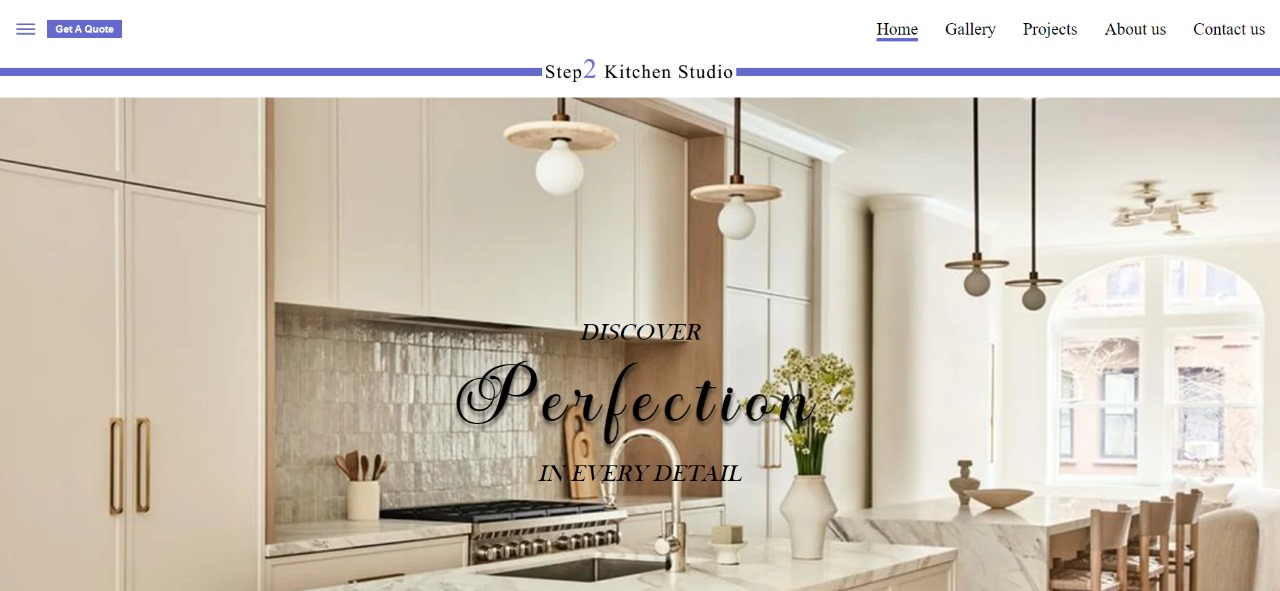 Get A Quote
Home Gallery Projects About us Contact us
Step2 Kitchen Studio
DISCOVER
Perfection
IN EVERY DETAIL